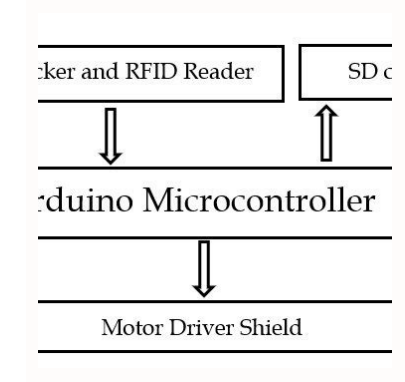 cker and RFID Reader
SD c
rduino Microcontroller
Motor Driver Shield